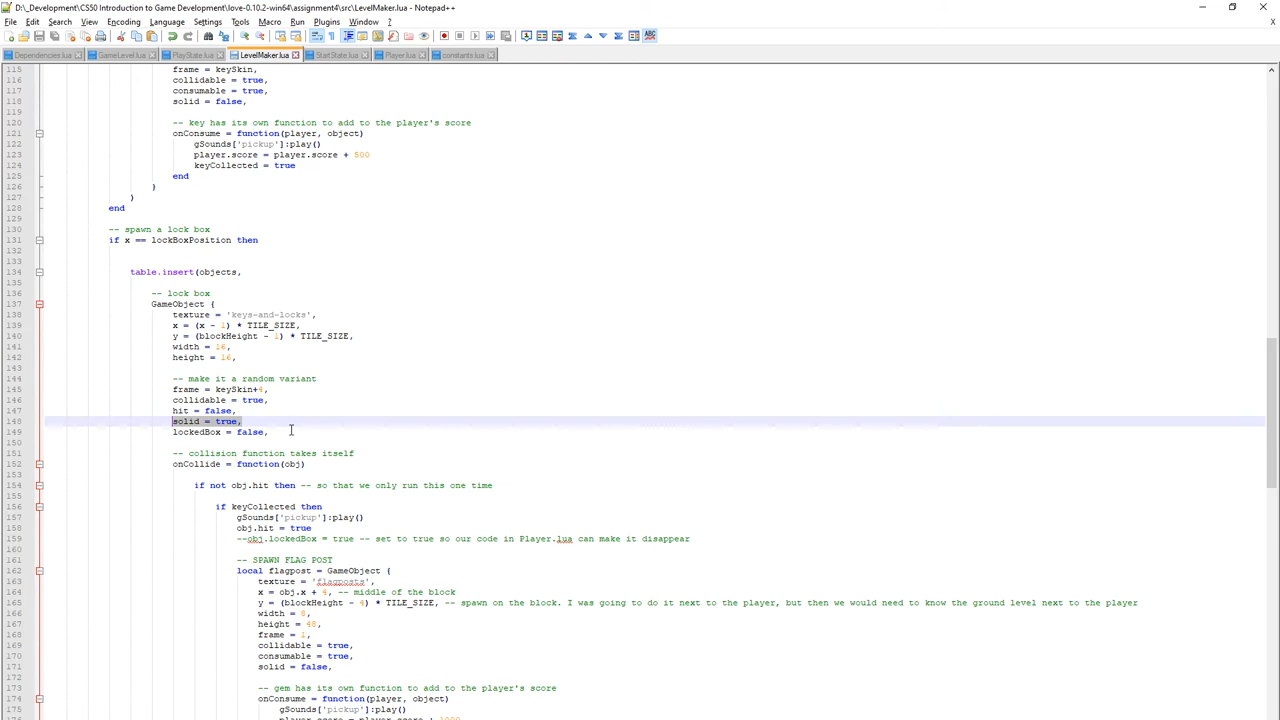 D:\_Development\CS50 Introduction to Game Development\love-0.10.2-win64\assignment4\src\LevelMaker.lua - Notepad++
File Edit Search View Encoding Language Settings Tools Macro Run Plugins Window ?
X
Dependencies.lua GameLevel.lua PlayState.lua LevelMaker.lua StartState.lua Player.lua constants.lua
115 frame = keySkin,
116 collidable = true,
117 consumable = true,
118 solid = false,
119
120 -- key has its own function to add to the player's score
121 onConsume = function(player, object)
122 gSounds['pickup']:play()
123 player.score = player.score + 500
124 keyCollected = true
125 end
126 }
127 )
128 end
129
130 -- spawn a lock box
131 if x == lockBoxPosition then
132
133
134 table.insert(objects,
135
136 -- lock box
137 GameObject {
138 texture = 'keys-and-locks',
139 x = (x - 1) * TILE_SIZE,
140 y = (blockHeight - 1) * TILE_SIZE,
141 width = 16,
142 height = 16,
143
144 -- make it a random variant
145 frame = keySkin+4,
146 collidable = true,
147 hit = false,
148 solid = true,
149 lockedBox = false,
150
151 -- collision function takes itself
152 onCollide = function(obj)
153
154 if not obj.hit then -- so that we only run this one time
155
156 if keyCollected then
157 gSounds['pickup']:play()
158 obj.hit = true
159 --obj.lockedBox = true -- set to true so our code in Player.lua can make it disappear
160
161 -- SPAWN FLAG POST
162 local flagpost = GameObject {
163 texture = 'flagposts',
164 x = obj.x + 4, -- middle of the block
165 y = (blockHeight - 4) * TILE_SIZE, -- spawn on the block. I was going to do it next to the player, but then we would need to know the ground level next to the player
166 width = 8,
167 height = 48,
168 frame = 1,
169 collidable = true,
170 consumable = true,
171 solid = false,
172
173 -- gem has its own function to add to the player's score
174 onConsume = function(player, object)
175 gSounds['pickup']:play()
player.score = player.score + 1000